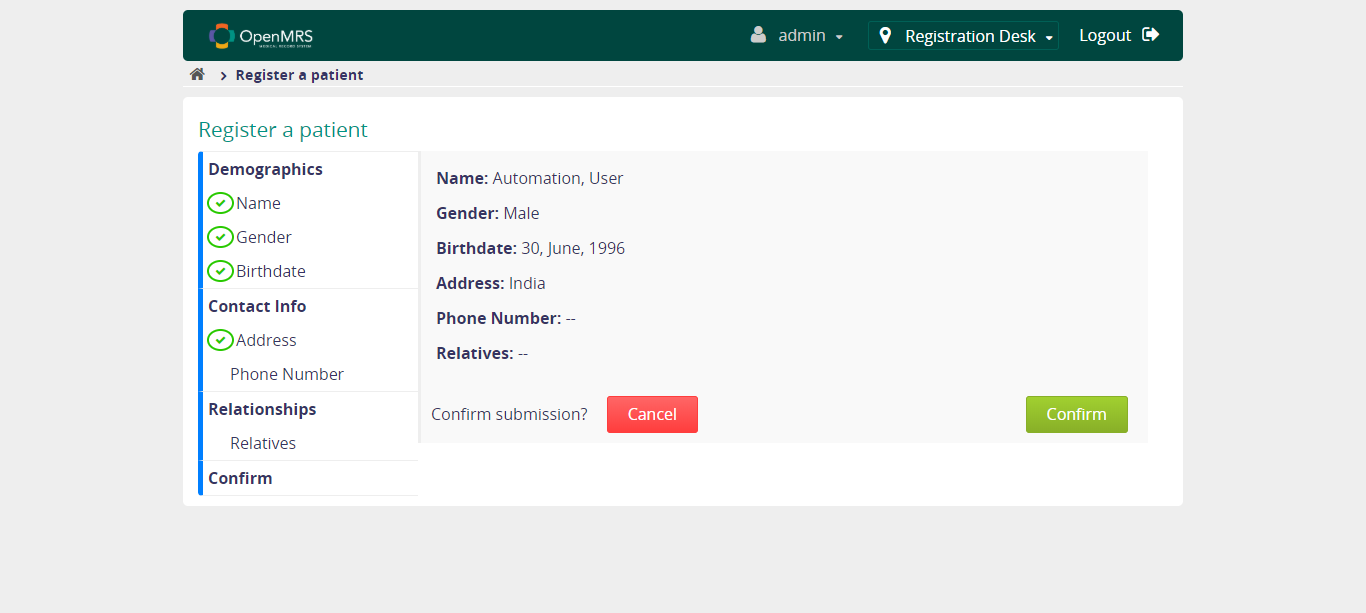 OpenMRS
MEDICAL RECORD SYSTEM
admin
Registration Desk
Logout
Register a patient
Register a patient
Demographics
Name
Gender
Birthdate
Contact Info
Address
Phone Number
Relationships
Relatives
Confirm
Name: Automation, User
Gender: Male
Birthdate: 30, June, 1996
Address: India
Phone Number: --
Relatives: --
Confirm submission? Cancel Confirm